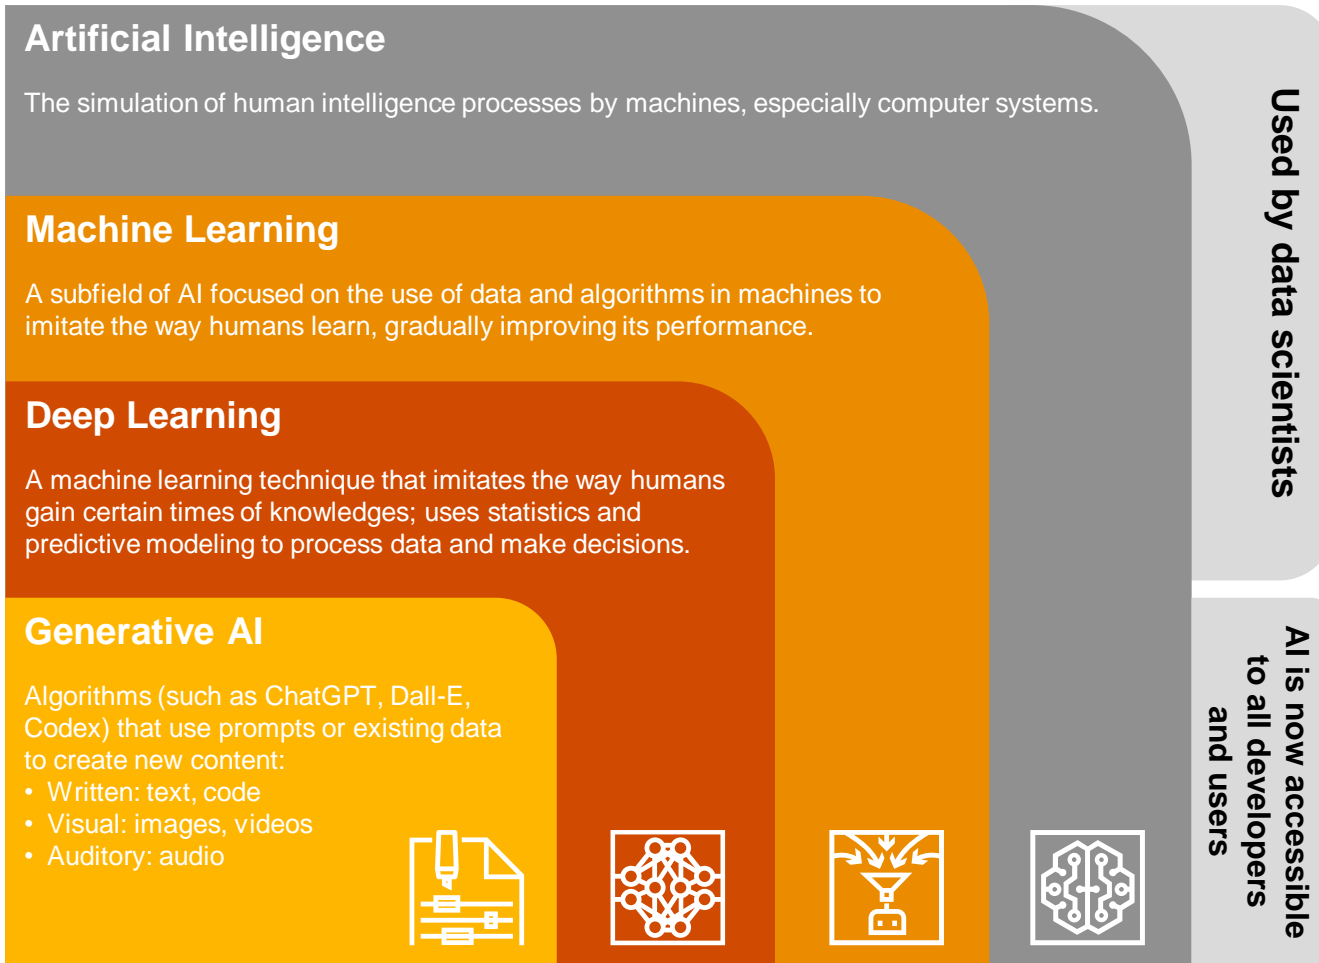 Artificial Intelligence
The simulation of human intelligence processes by machines, especially computer systems.
Machine Learning
A subfield of AI focused on the use of data and algorithms in machines to
imitate the way humans learn, gradually improving its performance.
Deep Learning
A machine learning technique that imitates the way humans
gain certain times of knowledges; uses statistics and
predictive modeling to process data and make decisions.
Generative AI
Algorithms (such as ChatGPT, Dall-E,
Codex) that use prompts or existing data
to create new content:
• Written: text, code
• Visual: images, videos
• Auditory: audio
Used by data scientists
AI is now accessible
to all developers
and users